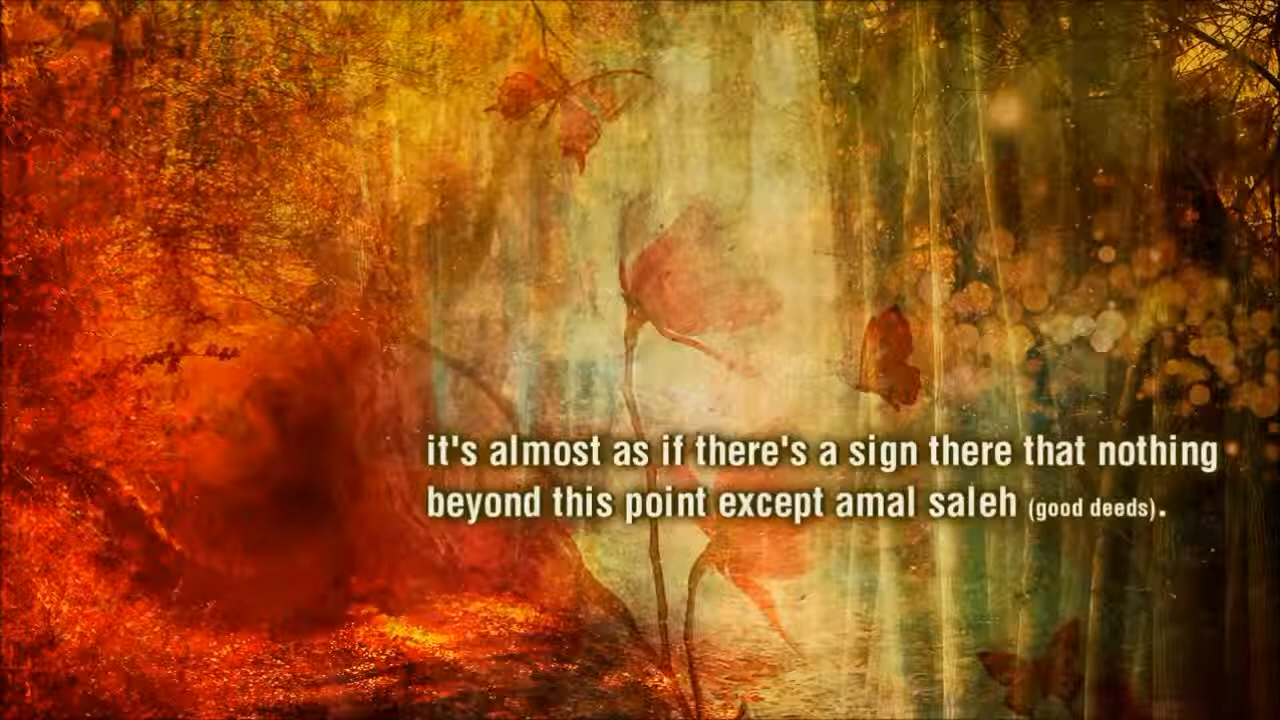 it's almost as if there's a sign there that nothing
beyond this point except amal saleh (good deeds).